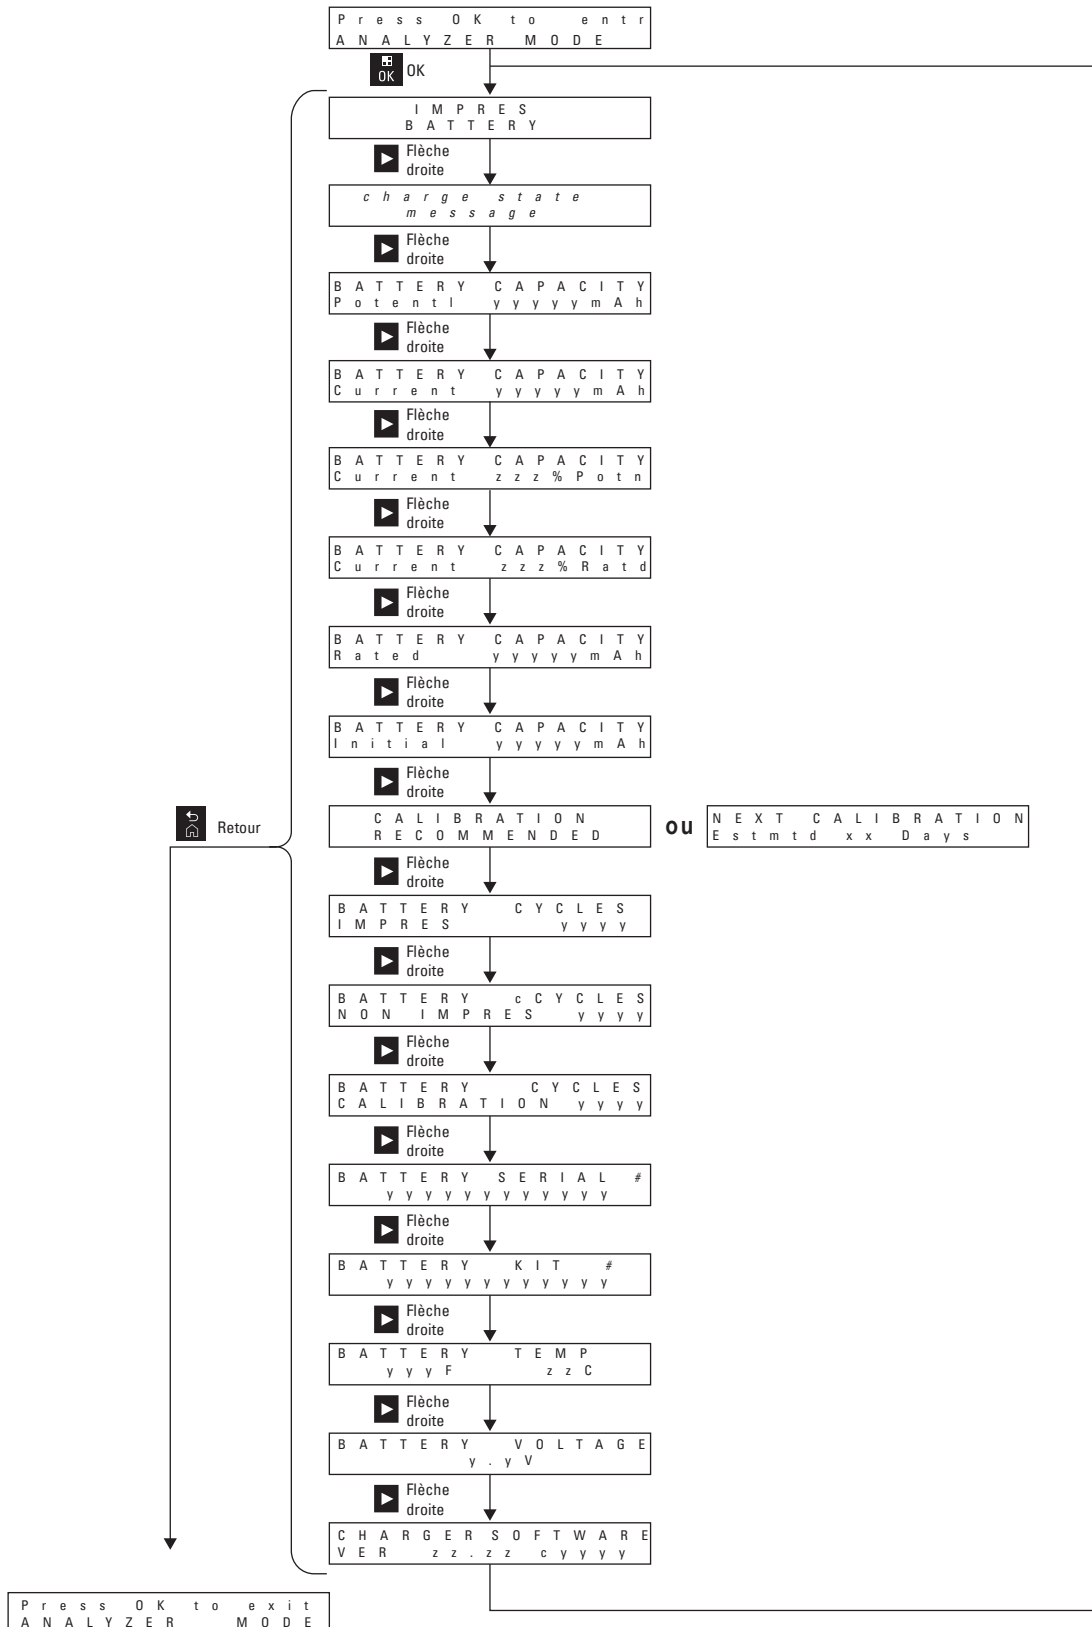 Press OK to entr
ANALYZER MODE
OK OK
IMPRES
BATTERY
Flèche
droite
charge state
message
Flèche
droite
BATTERY CAPACITY
Potentl yyyyymAh
Flèche
droite
BATTERY CAPACITY
Current yyyyymAh
Flèche
droite
BATTERY CAPACITY
Current zzz%Potn
Flèche
droite
BATTERY CAPACITY
Current zzz%Ratd
Flèche
droite
BATTERY CAPACITY
Rated yyyyymAh
Flèche
droite
BATTERY CAPACITY
Initial yyyyymAh
Flèche
droite
Retour
CALIBRATION
RECOMMENDED
ou
NEXT CALIBRATION
Estmtd xx Days
Flèche
droite
BATTERY CYCLES
IMPRES yyyy
Flèche
droite
BATTERY cCYCLES
NON IMPRES yyyy
Flèche
droite
BATTERY CYCLES
CALIBRATION yyyy
Flèche
droite
BATTERY SERIAL #
yyyyyyyyyyyy
Flèche
droite
BATTERY KIT #
yyyyyyyyyyyy
Flèche
droite
BATTERY TEMP
yyyF zzC
Flèche
droite
BATTERY VOLTAGE
y.yV
Flèche
droite
CHARGER SOFTWARE
VER zz.zz cyyyy
Press OK to exit
ANALYZER MODE